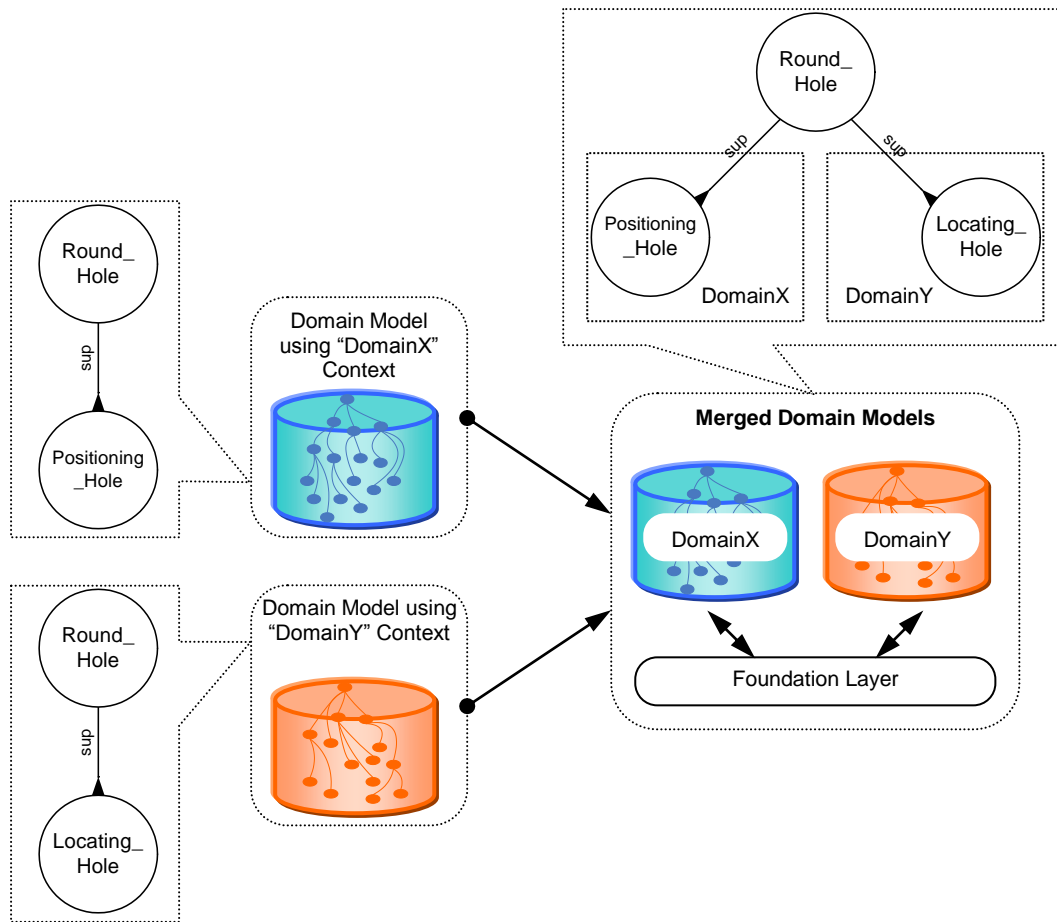 Round_
Hole
sup
sup
Positioning
_Hole
DomainX
Locating_
Hole
DomainY
Round_
Hole
sup
Positioning
_Hole
Domain Model
using “DomainX”
Context
Merged Domain Models
DomainX
DomainY
Foundation Layer
Round_
Hole
sup
Locating_
Hole
Domain Model using
“DomainY” Context